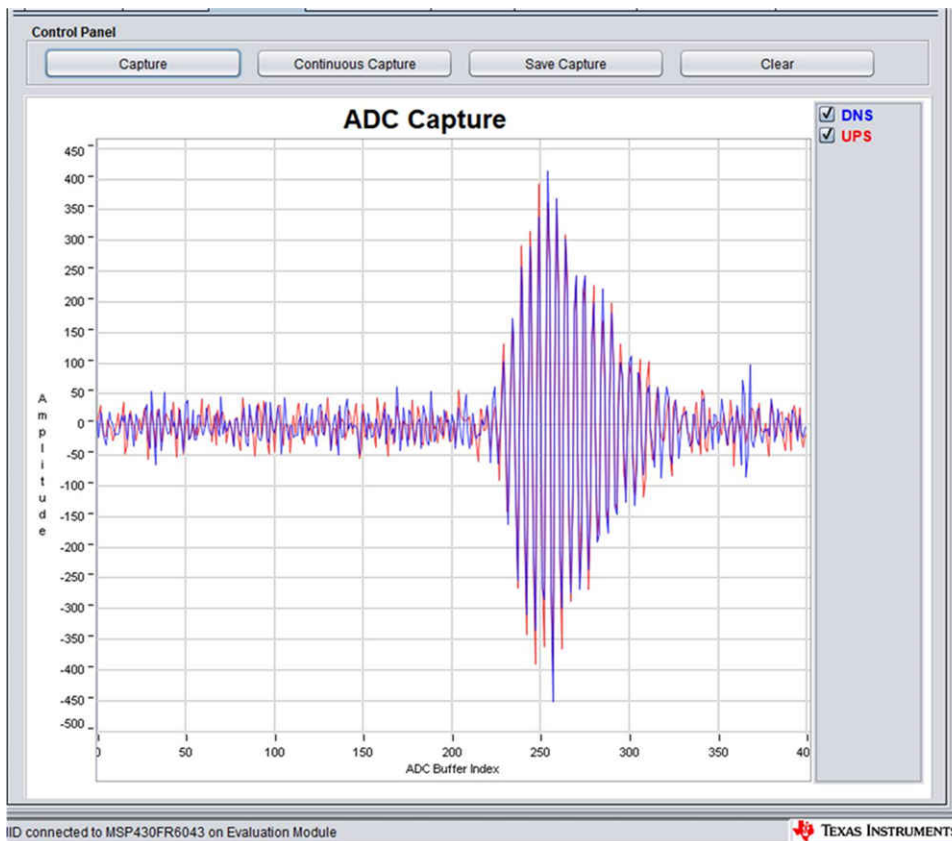 Control Panel
Capture
Continuous Capture
Save Capture
Clear
ADC Capture
DNS
UPS
450
400
350
300
250
200
150
100
50
0
-50
-100
-150
-200
-250
-300
-350
-400
-450
-500
Amplitude
0
50
100
150
200
250
300
350
40
ADC Buffer Index
IID connected to MSP430FR6043 on Evaluation Module
TEXAS INSTRUMENTS